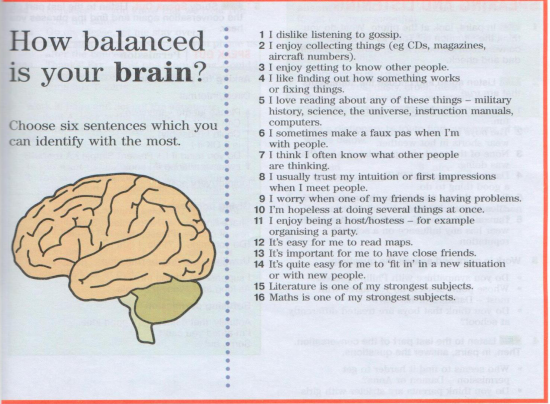 How balanced
is your brain?
Choose six sentences which you
can identify with the most.
1 I dislike listening to gossip.
2 I enjoy collecting things (eg CDs, magazines,
aircraft numbers).
3 I enjoy getting to know other people.
4 I like finding out how something works
or fixing things.
5 I love reading about any of these things – military
history, science, the universe, instruction manuals,
computers.
6 I sometimes make a faux pas when I'm
with people.
7 I think I often know what other people
are thinking.
8 I usually trust my intuition or first impressions
when I meet people.
9 I worry when one of my friends is having problems.
10 I'm hopeless at doing several things at once.
11 I enjoy being a host/hostess – for example
organising a party.
12 It's easy for me to read maps.
13 It's important for me to have close friends.
14 It's quite easy for me to 'fit in' in a new situation
or with new people.
15 Literature is one of my strongest subjects.
16 Maths is one of my strongest subjects.